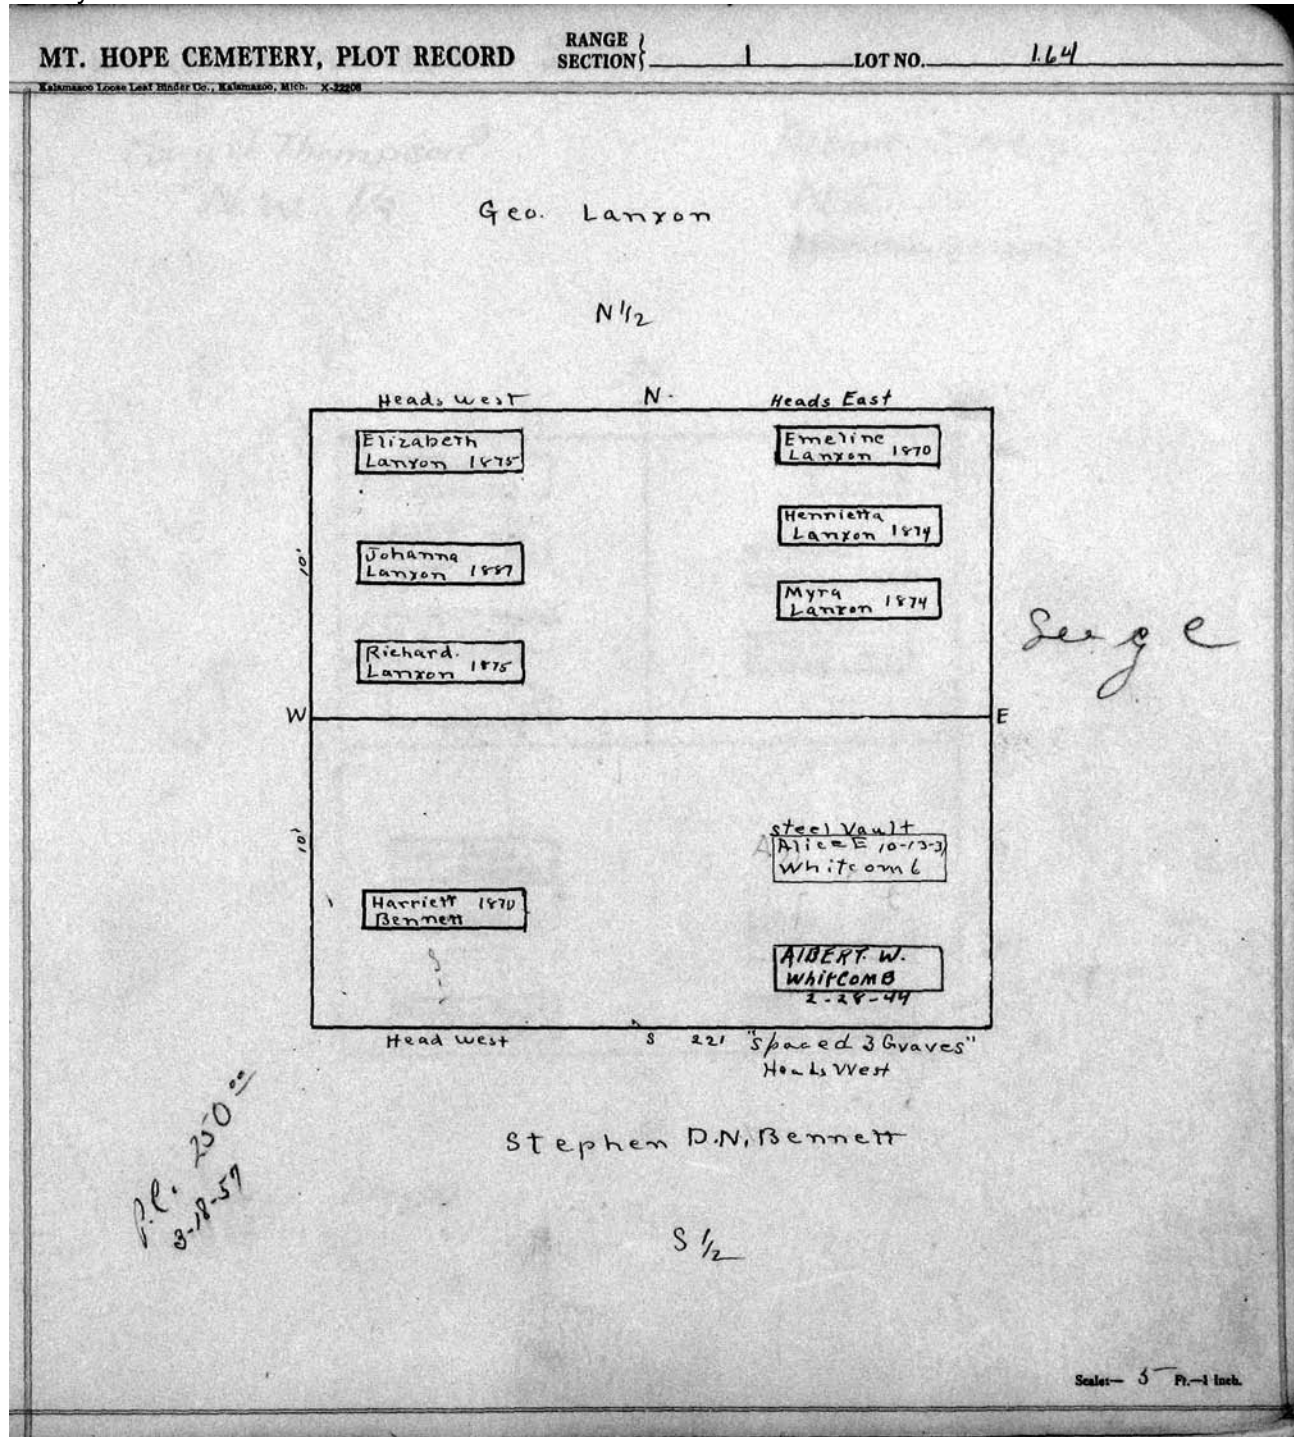 MT. HOPE CEMETERY, PLOT RECORD
RANGE
SECTION 1 LOT NO. 164
Kalamazoo Loose Leaf Binder Co., Kalamazoo, Mich. X-22208
Geo. Lanxon
N 1/2
Heads West N. Heads East
Elizabeth
Lanxon 1875
Emeline
Lanxon 1870
Henrietta
Lanxon 1874
10'
Johanna
Lanxon 1887
Myra
Lanxon 1874
Richard.
Lanxon 1875
W E
10'
Steel Vault
Alice E 10-13-3
Whitcomb
Harriett 1870
Bennett
AlBERT. W.
WhitComB
2-28-44
Head West S 221 "Spaced 3 Graves"
Heads West
Stephen D.N. Bennett
P.C. 250 00
3-18-57
S 1/2
Scale:— 5 Ft.—1 Inch.